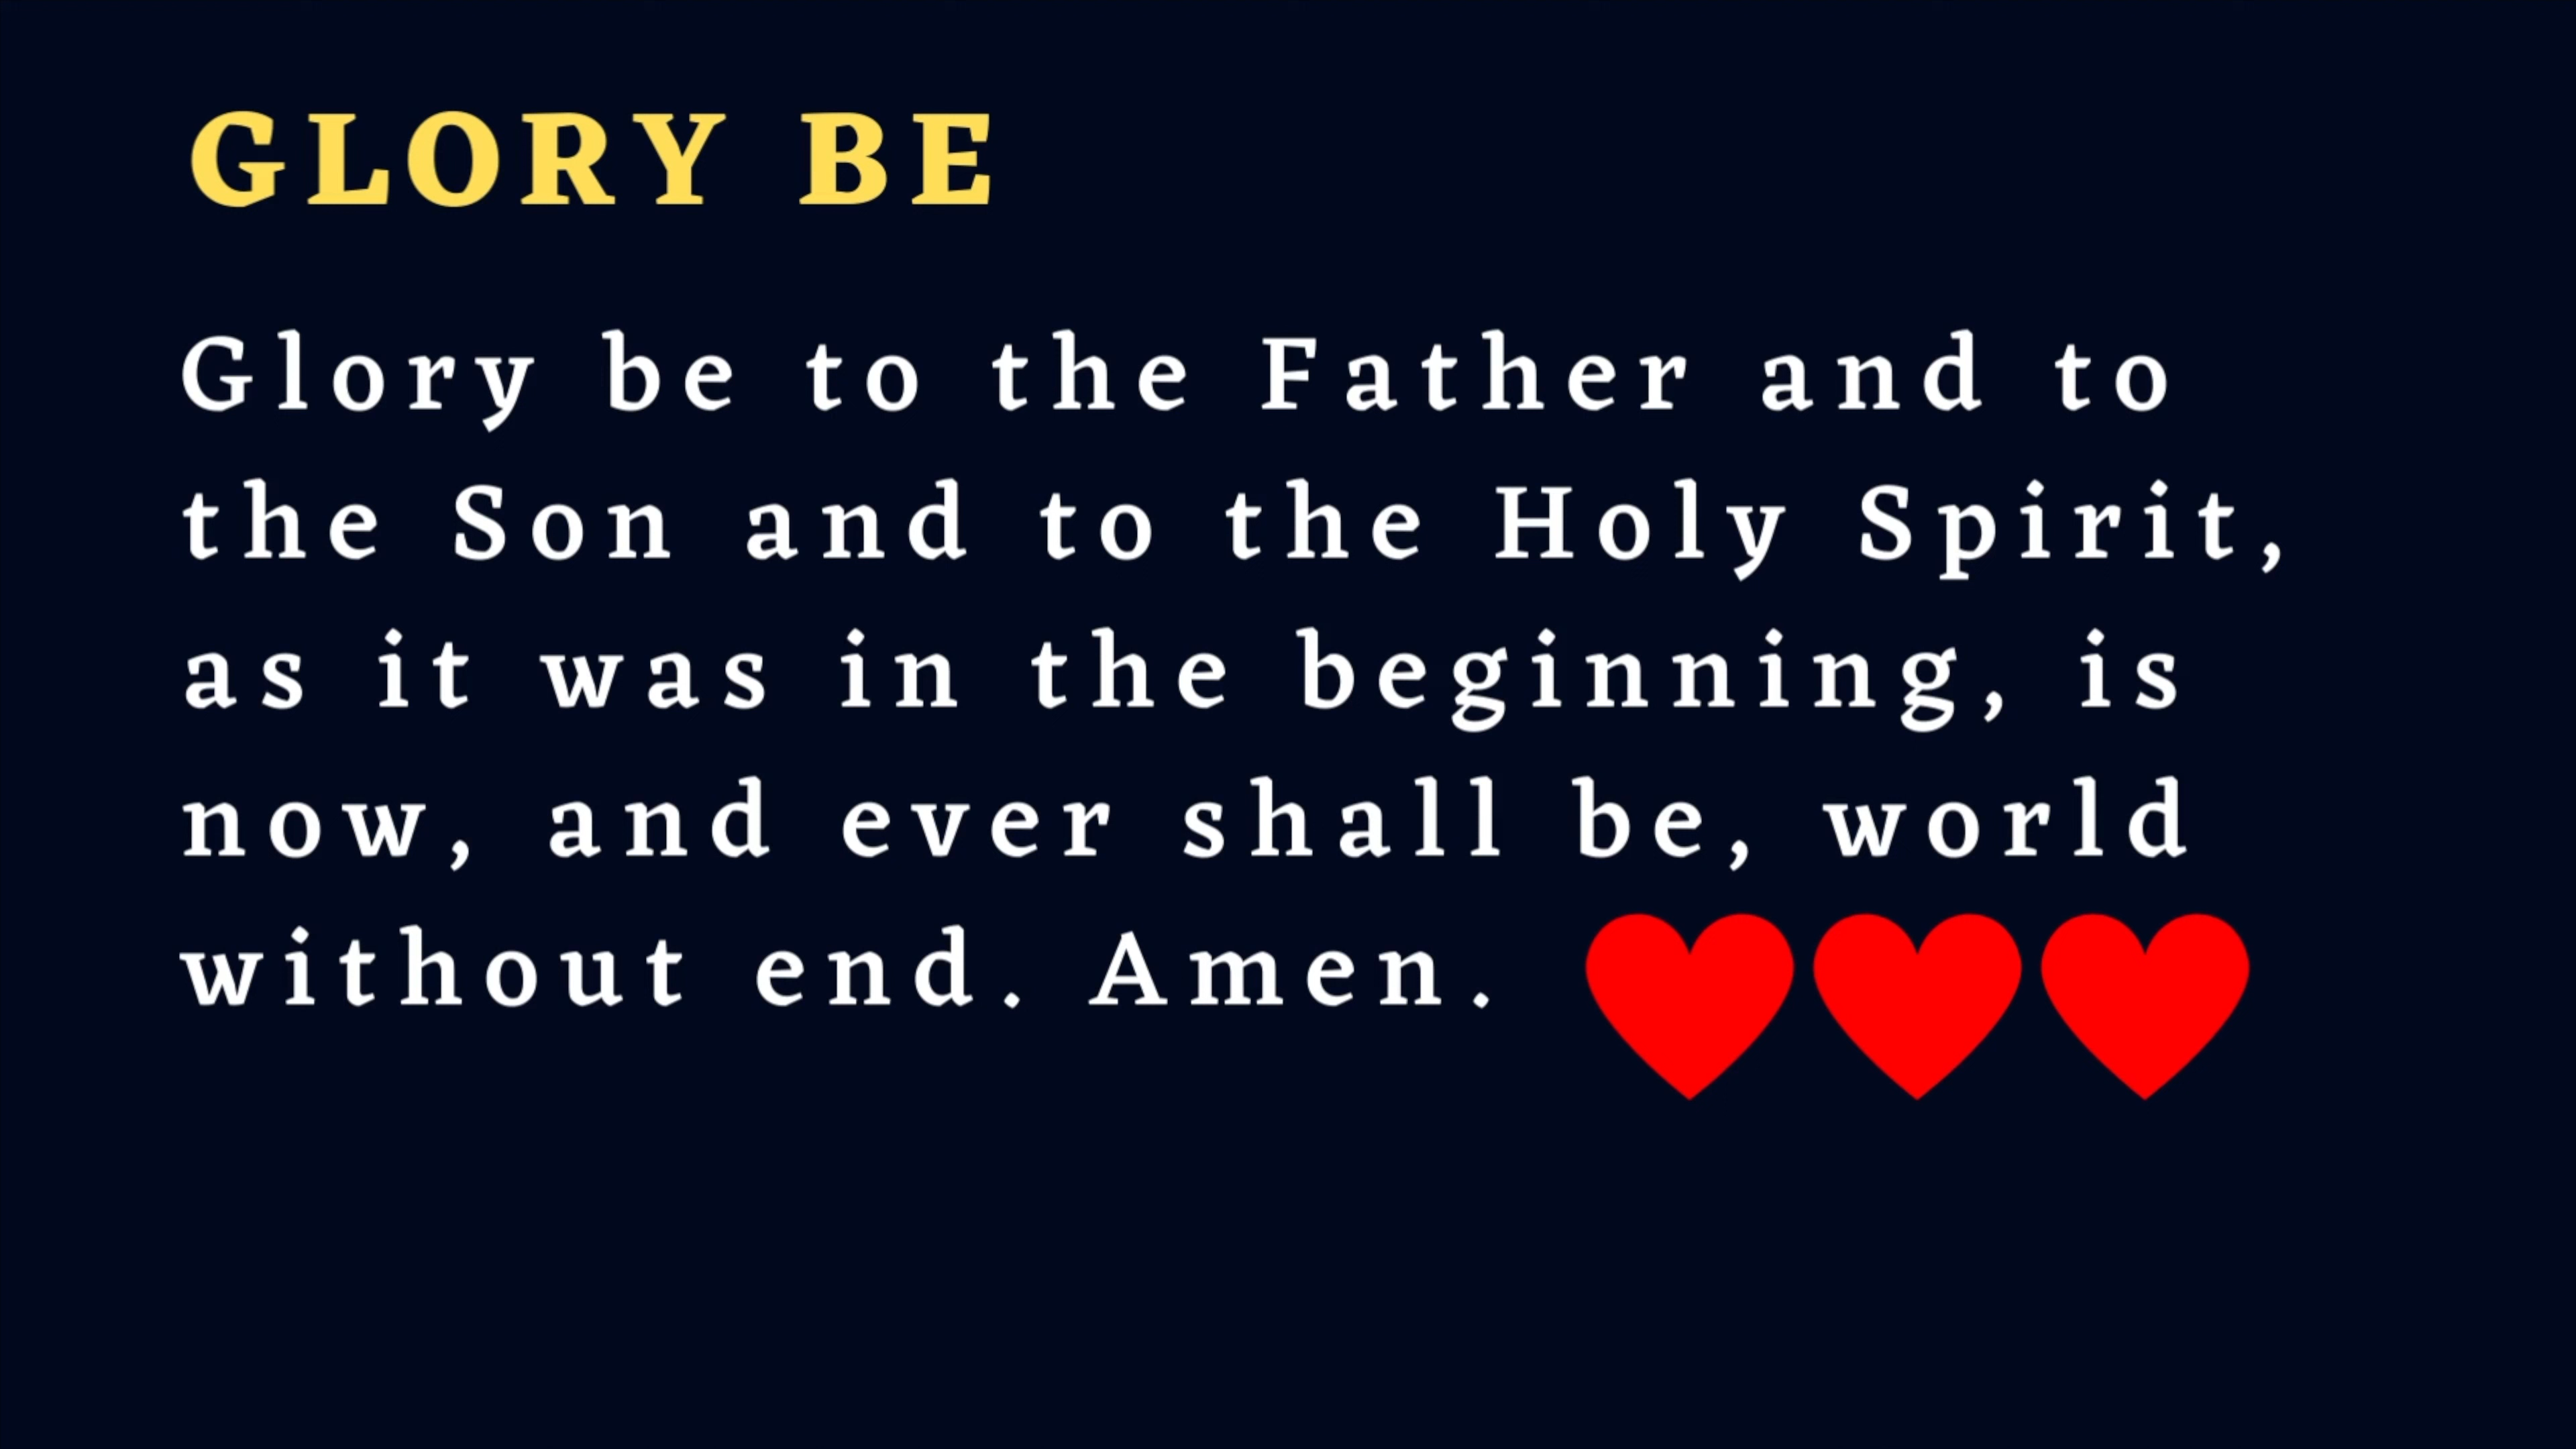 GLORY BE
Glory be to the Father and to
the Son and to the Holy Spirit,
as it was in the beginning, is
now, and ever shall be, world
without end. Amen.